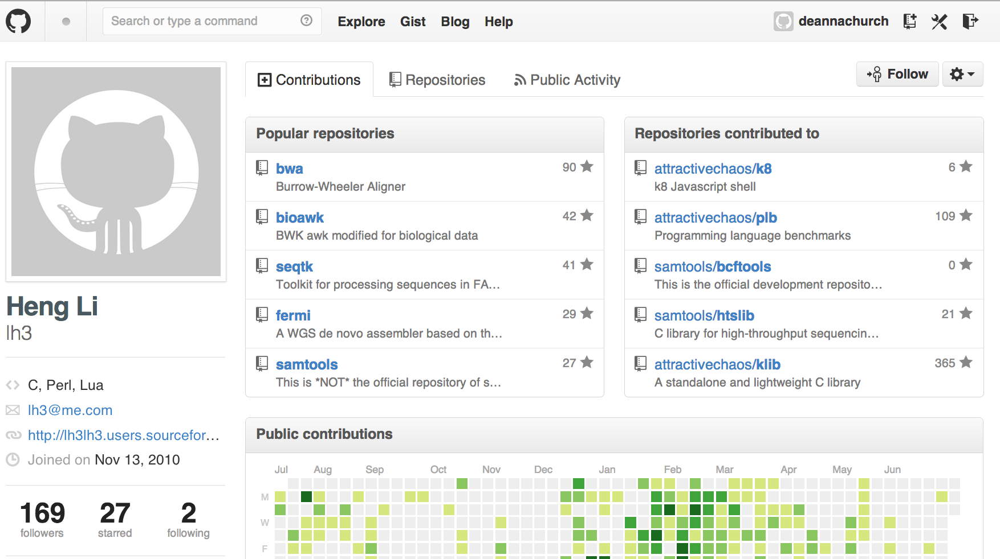 Search or type a command
Explore Gist Blog Help
deannachurch
Contributions
Repositories
Public Activity
Follow
Heng Li
lh3
C, Perl, Lua
lh3@me.com
http://lh3lh3.users.sourcefor...
Joined on Nov 13, 2010
169 followers
27 starred
2 following
Popular repositories
bwa 90
Burrow-Wheeler Aligner
bioawk 42
BWK awk modified for biological data
seqtk 41
Toolkit for processing sequences in FA...
fermi 29
A WGS de novo assembler based on th...
samtools 27
This is *NOT* the official repository of s...
Repositories contributed to
attractivechaos/k8 6
k8 Javascript shell
attractivechaos/plb 109
Programming language benchmarks
samtools/bcftools 0
This is the official development reposito...
samtools/htslib 21
C library for high-throughput sequencin...
attractivechaos/klib 365
A standalone and lightweight C library
Public contributions
Jul Aug Sep Oct Nov Dec Jan Feb Mar Apr May Jun
M
W
F